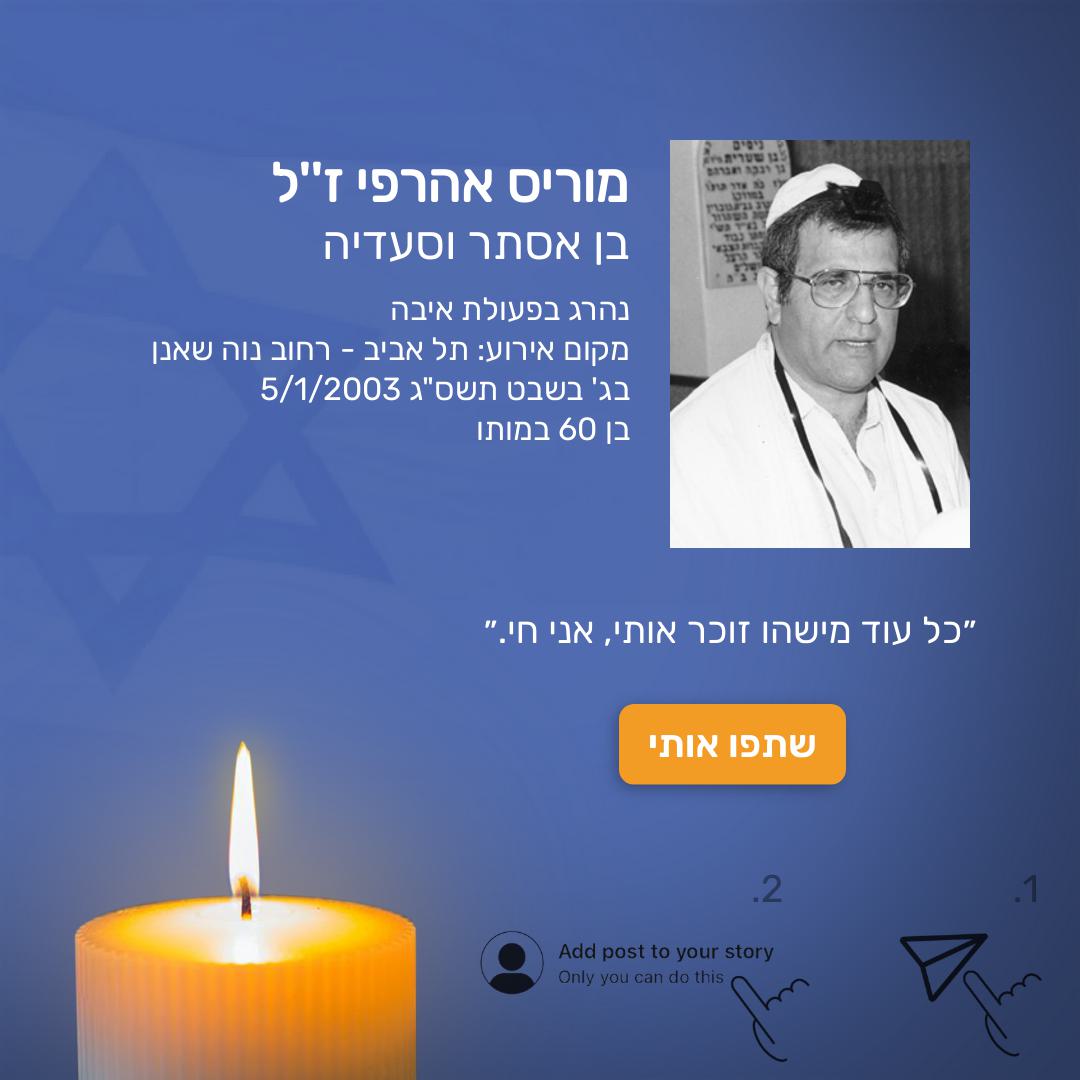 מוריס אהרפי ז"ל
בן אסתר וסעדיה
נהרג בפעולת איבה
מקום אירוע: תל אביב - רחוב נוה שאנן
בג' בשבט תשס"ג 5/1/2003
בן 60 במותו
״כל עוד מישהו זוכר אותי, אני חי.״
שתפו אותי
1.
2.
Add post to your story
Only you can do this